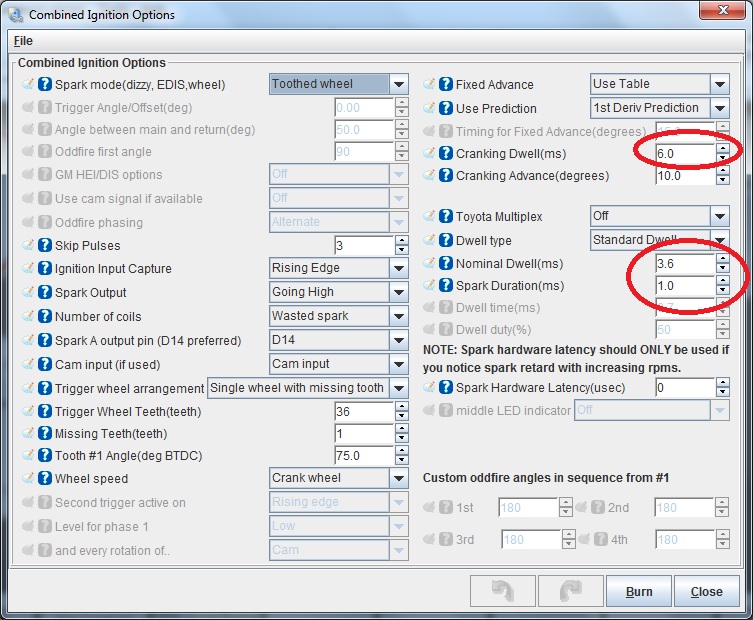 Combined Ignition Options
File
Combined Ignition Options
Spark mode(dizzy, EDIS,wheel) Toothed wheel
Trigger Angle/Offset(deg) 0.00
Angle between main and return(deg) 50.0
Oddfire first angle 90
GM HEI/DIS options Off
Use cam signal if available Off
Oddfire phasing Alternate
Skip Pulses 3
Ignition Input Capture Rising Edge
Spark Output Going High
Number of coils Wasted spark
Spark A output pin (D14 preferred) D14
Cam input (if used) Cam input
Trigger wheel arrangement Single wheel with missing tooth
Trigger Wheel Teeth(teeth) 36
Missing Teeth(teeth) 1
Tooth #1 Angle(deg BTDC) 75.0
Wheel speed Crank wheel
Second trigger active on Rising edge
Level for phase 1 Low
and every rotation of.. Cam
Fixed Advance Use Table
Use Prediction 1st Deriv Prediction
Timing for Fixed Advance(degrees)
Cranking Dwell(ms) 6.0
Cranking Advance(degrees) 10.0
Toyota Multiplex Off
Dwell type Standard Dwell
Nominal Dwell(ms) 3.6
Spark Duration(ms) 1.0
Dwell time(ms)
Dwell duty(%) 50
NOTE: Spark hardware latency should ONLY be used if
you notice spark retard with increasing rpms.
Spark Hardware Latency(usec) 0
middle LED indicator Off
Custom oddfire angles in sequence from #1
1st 180 2nd 180
3rd 180 4th 180
Burn Close